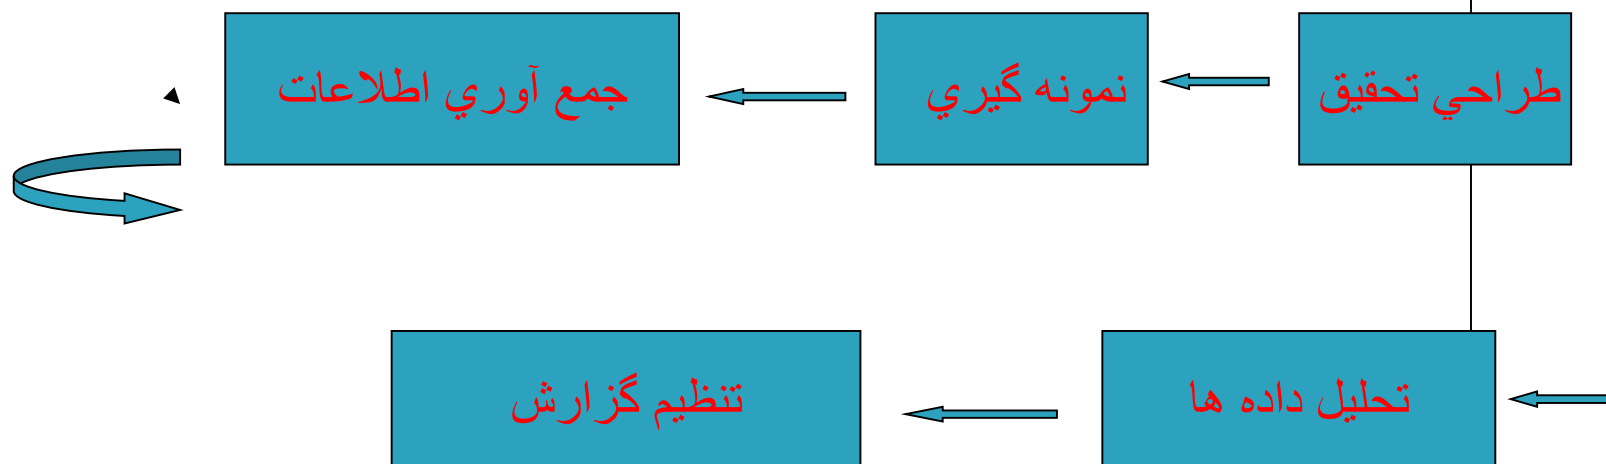 طراحي تحقيق
نمونه گيري
جمع آوري اطلاعات
تحليل داده ها
تنظيم گزارش